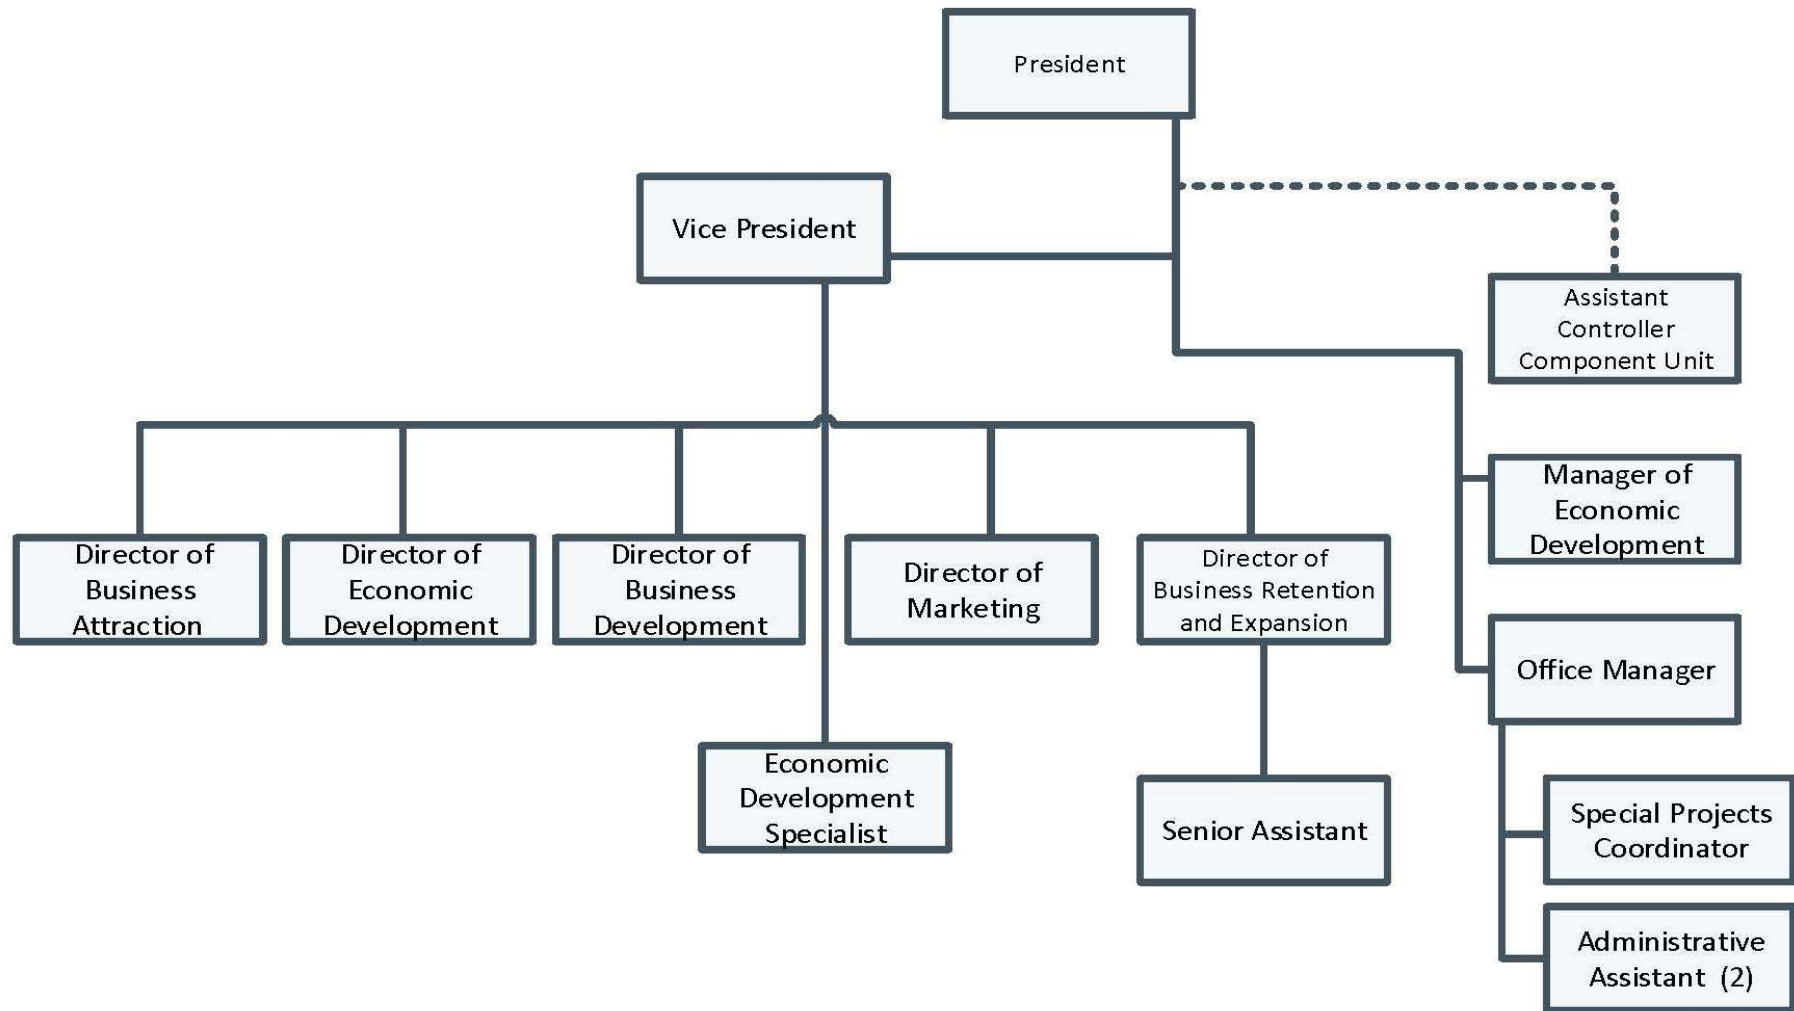 President
Vice President
Assistant
Controller
Component Unit
Manager of
Economic
Development
Director of
Business
Attraction
Director of
Economic
Development
Director of
Business
Development
Director of
Marketing
Director of
Business Retention
and Expansion
Office Manager
Economic
Development
Specialist
Senior Assistant
Special Projects
Coordinator
Administrative
Assistant (2)